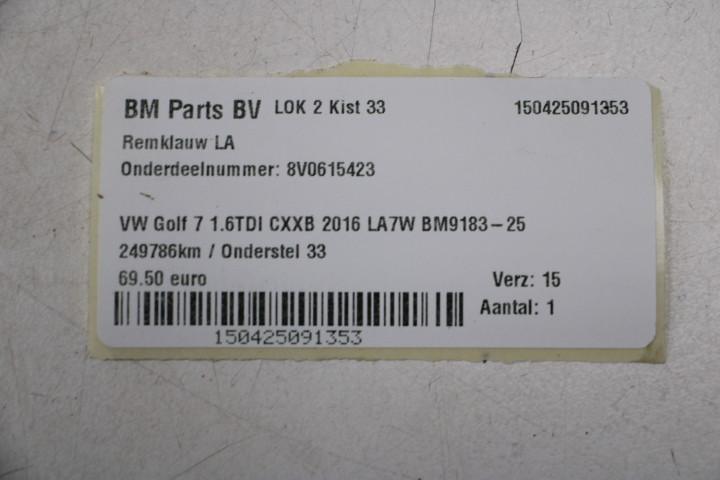 BM Parts BV LOK 2 Kist 33 150425091353
Remklauw LA
Onderdeelnummer: 8V0615423
VW Golf 7 1.6TDI CXXB 2016 LA7W BM9183-25
249786km / Onderstel 33
69.50 euro Verz: 15
Aantal: 1
150425091353